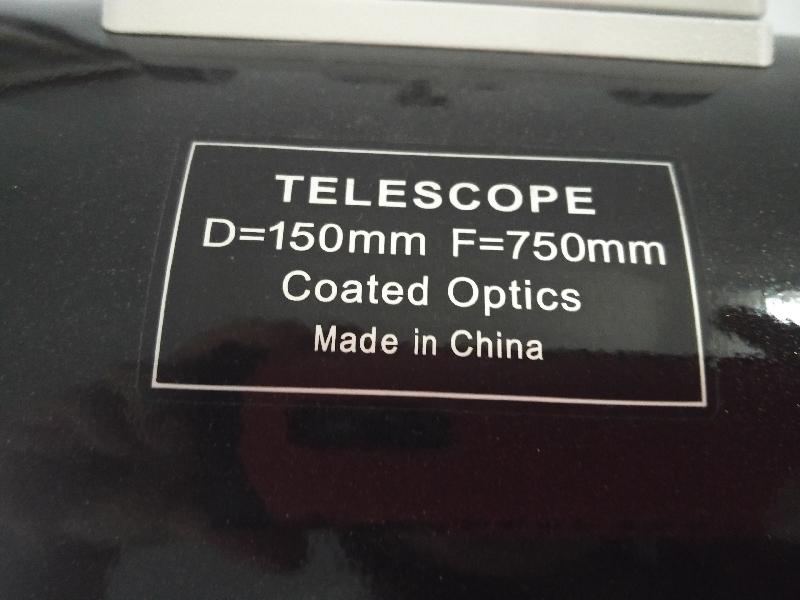 TELESCOPE
D=150mm F=750mm
Coated Optics
Made in China